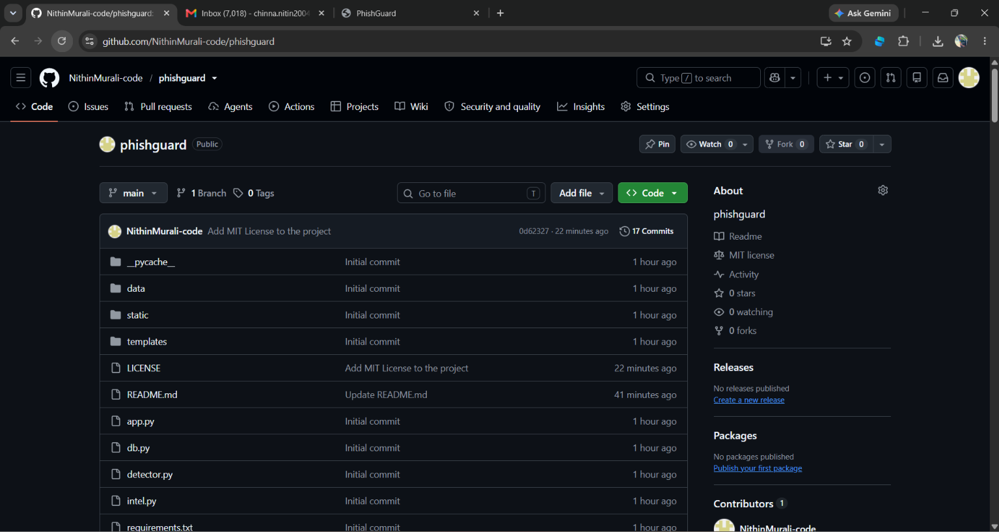 NithinMurali-code/phishguard:
Inbox (7,018) - chinna.nitin2004
PhishGuard
Ask Gemini
github.com/NithinMurali-code/phishguard
NithinMurali-code / phishguard
Type / to search
Code Issues Pull requests Agents Actions Projects Wiki Security and quality Insights Settings
phishguard Public
Pin Watch 0 Fork 0 Star 0
main 1 Branch 0 Tags
Go to file T Add file Code
NithinMurali-code Add MIT License to the project 0d62327 · 22 minutes ago 17 Commits
__pycache__ Initial commit 1 hour ago
data Initial commit 1 hour ago
static Initial commit 1 hour ago
templates Initial commit 1 hour ago
LICENSE Add MIT License to the project 22 minutes ago
README.md Update README.md 41 minutes ago
app.py Initial commit 1 hour ago
db.py Initial commit 1 hour ago
detector.py Initial commit 1 hour ago
intel.py Initial commit 1 hour ago
requirements.txt Initial commit 1 hour ago
About
phishguard
Readme
MIT license
Activity
0 stars
0 watching
0 forks
Releases
No releases published
Create a new release
Packages
No packages published
Publish your first package
Contributors 1
NithinMurali-code